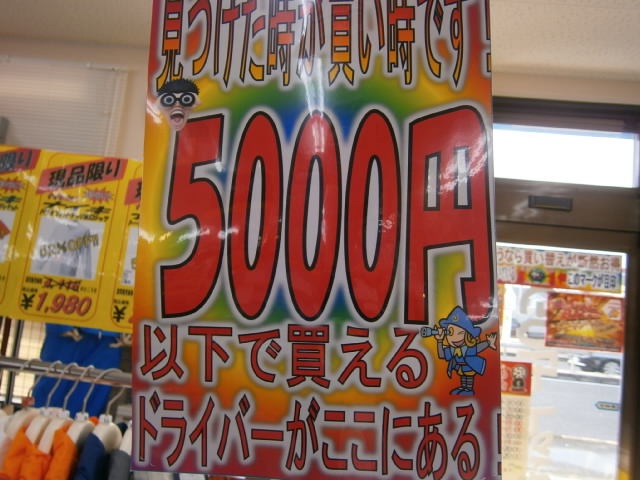 見つけた時が買い時です!
5000円
以下で買える
ドライバーがここにある!
現品限り
¥1,980